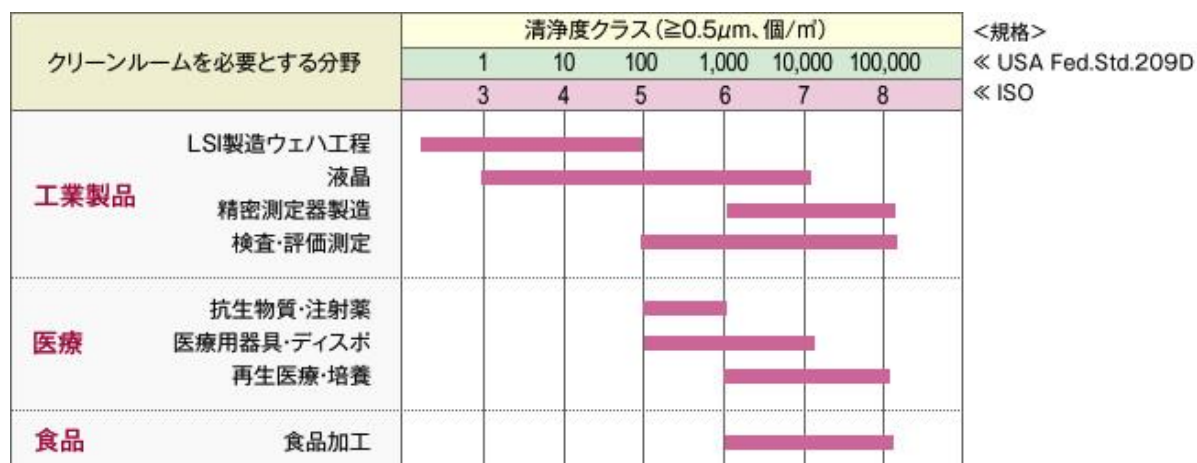 クリーンルームを必要とする分野
清浄度クラス(≧0.5μm、個/㎥)
<規格>
1 10 100 1,000 10,000 100,000
≪ USA Fed.Std.209D
3 4 5 6 7 8
≪ ISO
工業製品
LSI製造ウェハ工程
液晶
精密測定器製造
検査・評価測定
医療
抗生物質・注射薬
医療用器具・ディスポ
再生医療・培養
食品
食品加工